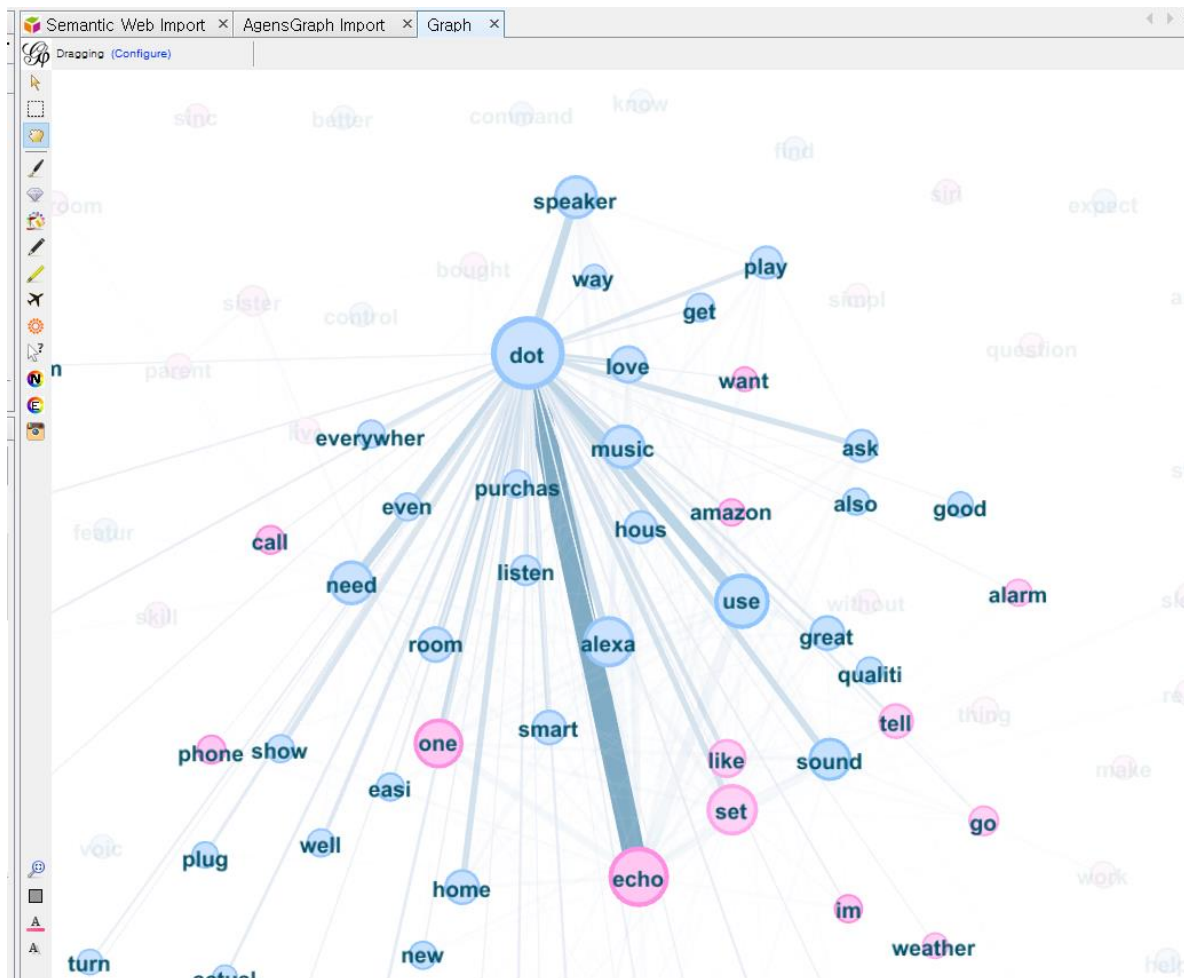 Semantic Web Import × AgensGraph Import × Graph ×
Dragging (Configure)
sinc better command know
find
room siri expect
speaker
bought way play
sister control get simpl
dot question
parent love want
live everywher music ask
purchas
even amazon also good
featur call hous
need listen use alarm
skill without
room alexa great
qualiti
tell thing
phone show one smart like sound make
easi set go
voic plug well
home echo work
im
turn new weather